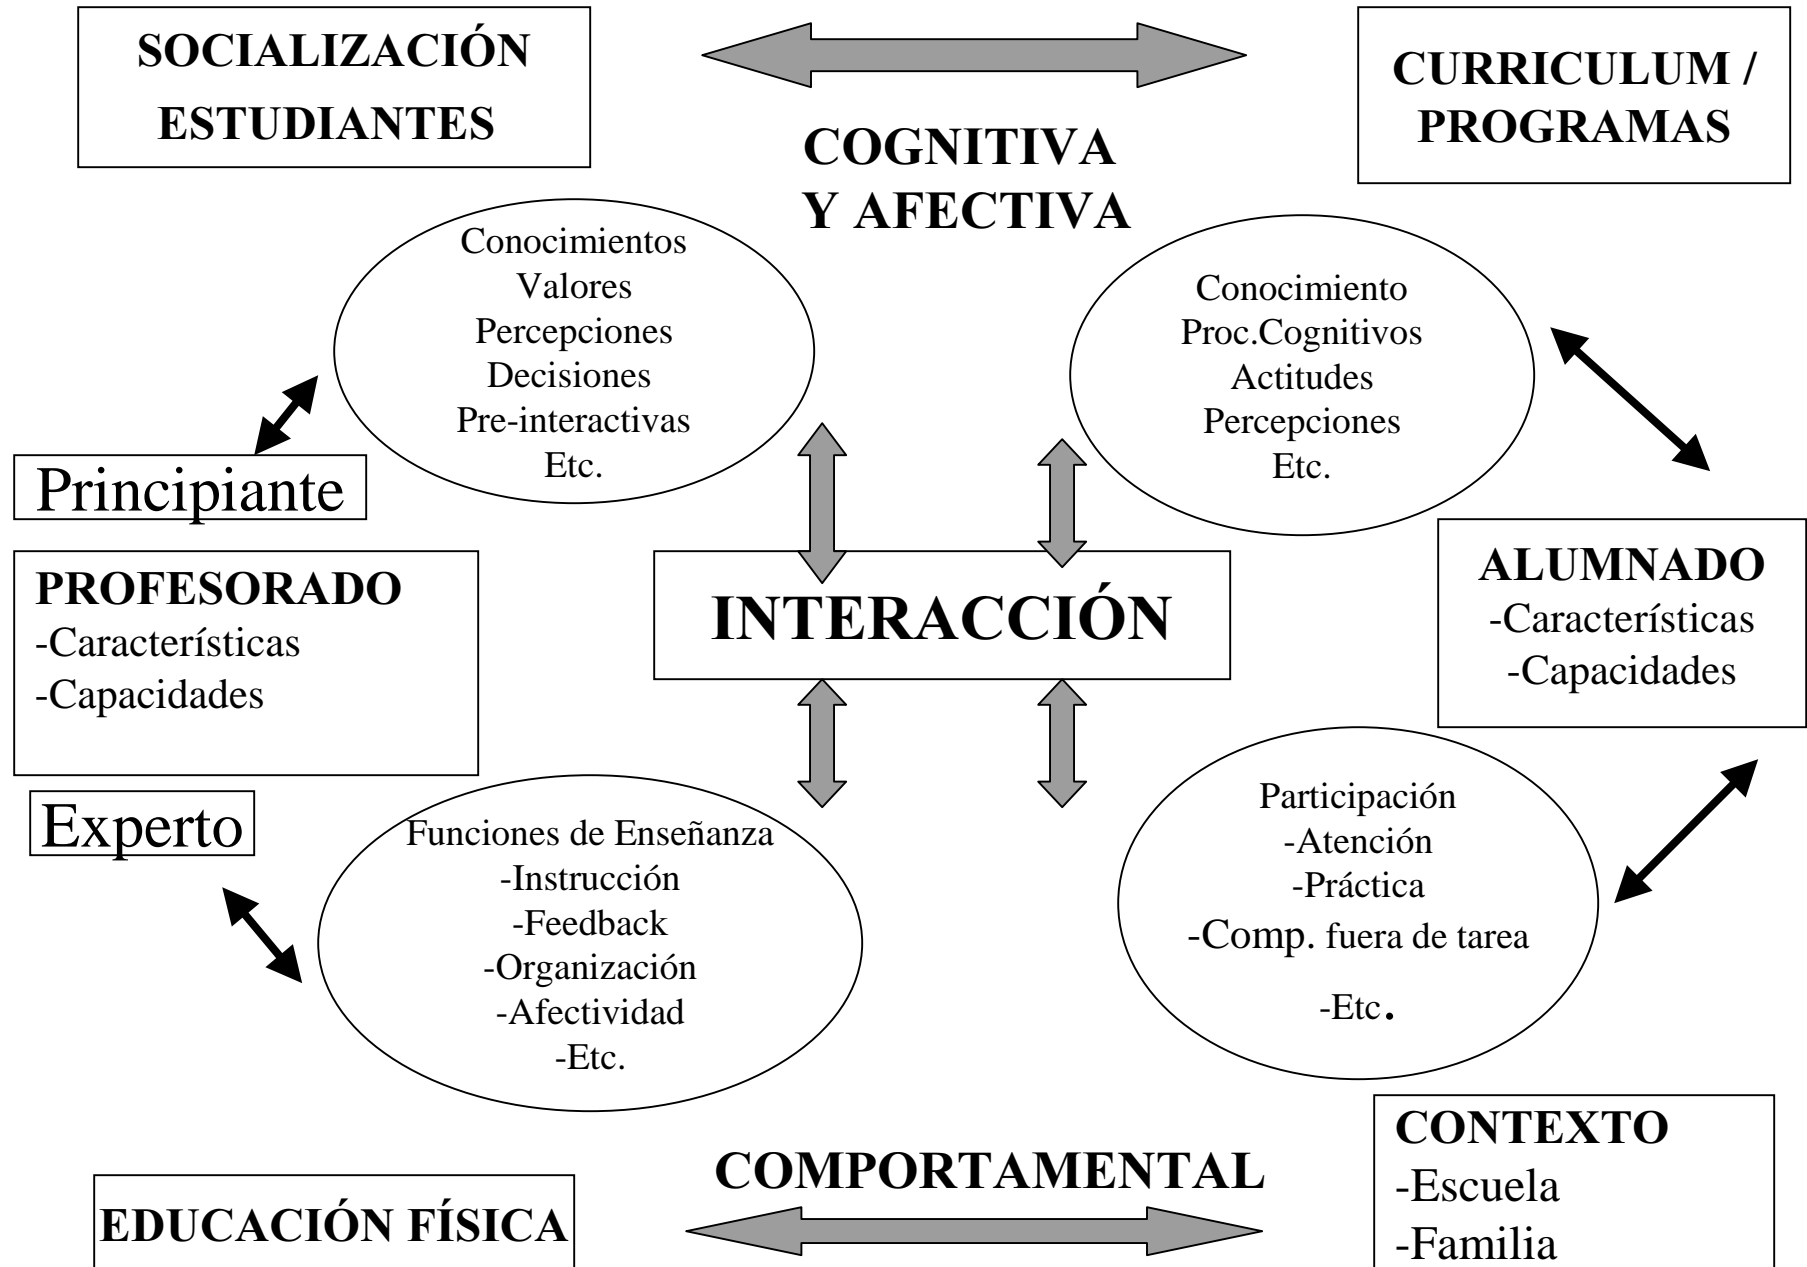 SOCIALIZACIÓN
ESTUDIANTES
CURRICULUM /
PROGRAMAS
COGNITIVA
Y AFECTIVA
Conocimientos
Valores
Percepciones
Decisiones
Pre-interactivas
Etc.
Conocimiento
Proc.Cognitivos
Actitudes
Percepciones
Etc.
Principiante
PROFESORADO
-Características
-Capacidades
INTERACCIÓN
ALUMNADO
-Características
-Capacidades
Experto
Funciones de Enseñanza
-Instrucción
-Feedback
-Organización
-Afectividad
-Etc.
Participación
-Atención
-Práctica
-Comp. fuera de tarea
-Etc.
COMPORTAMENTAL
EDUCACIÓN FÍSICA
CONTEXTO
-Escuela
-Familia